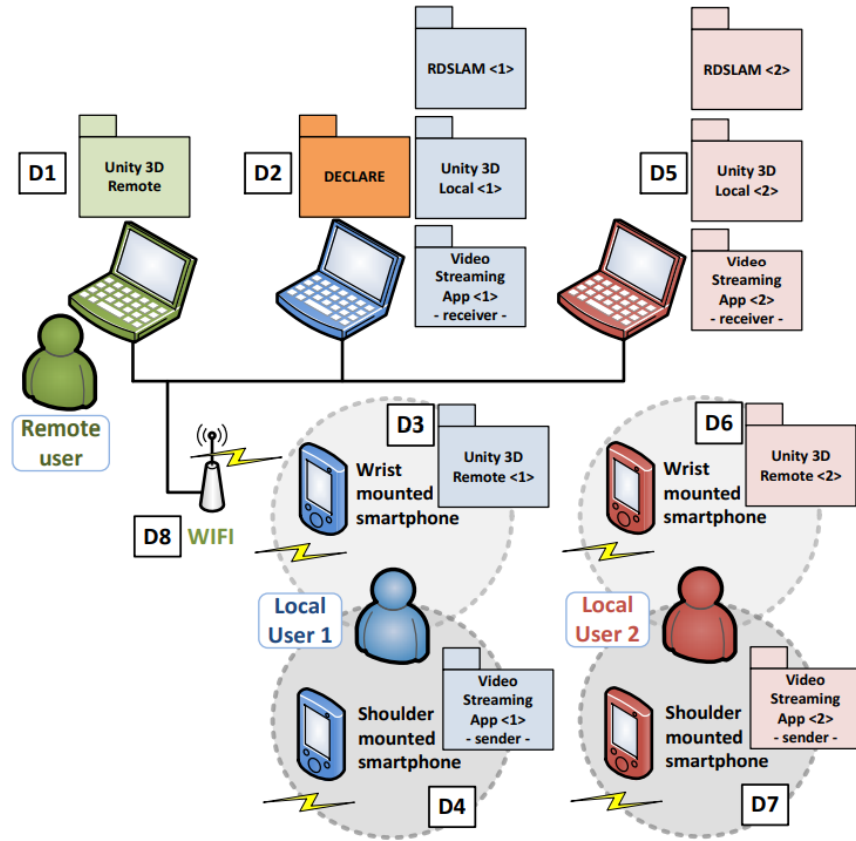 RDSLAM <1>
RDSLAM <2>
D1
Unity 3D
Remote
D2
DECLARE
Unity 3D
Local <1>
D5
Unity 3D
Local <2>
Video
Streaming
App <1>
- receiver -
Video
Streaming
App <2>
- receiver -
Remote
user
D8
WIFI
D3
Unity 3D
Remote <1>
Wrist
mounted
smartphone
D6
Unity 3D
Remote <2>
Wrist
mounted
smartphone
Local
User 1
Local
User 2
Video
Streaming
App <1>
- sender -
Shoulder
mounted
smartphone
D4
Video
Streaming
App <2>
- sender -
Shoulder
mounted
smartphone
D7